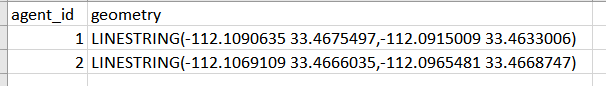 agent_id geometry
1 LINESTRING(-112.1090635 33.4675497,-112.0915009 33.4633006)
2 LINESTRING(-112.1069109 33.4666035,-112.0965481 33.4668747)